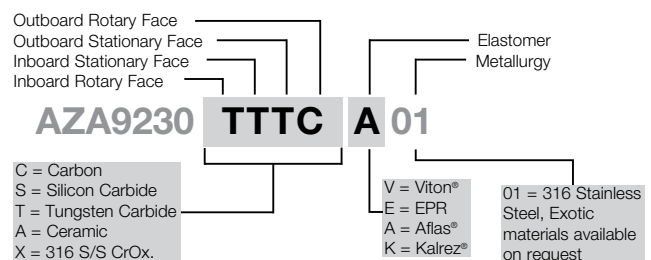 Outboard Rotary Face
Outboard Stationary Face
Inboard Stationary Face
Inboard Rotary Face
Elastomer
Metallurgy
AZA9230 TTTC A 01
C = Carbon
S = Silicon Carbide
T = Tungsten Carbide
A = Ceramic
X = 316 S/S CrOx.
V = Viton®
E = EPR
A = Aflas®
K = Kalrez®
01 = 316 Stainless
Steel, Exotic
materials available
on request